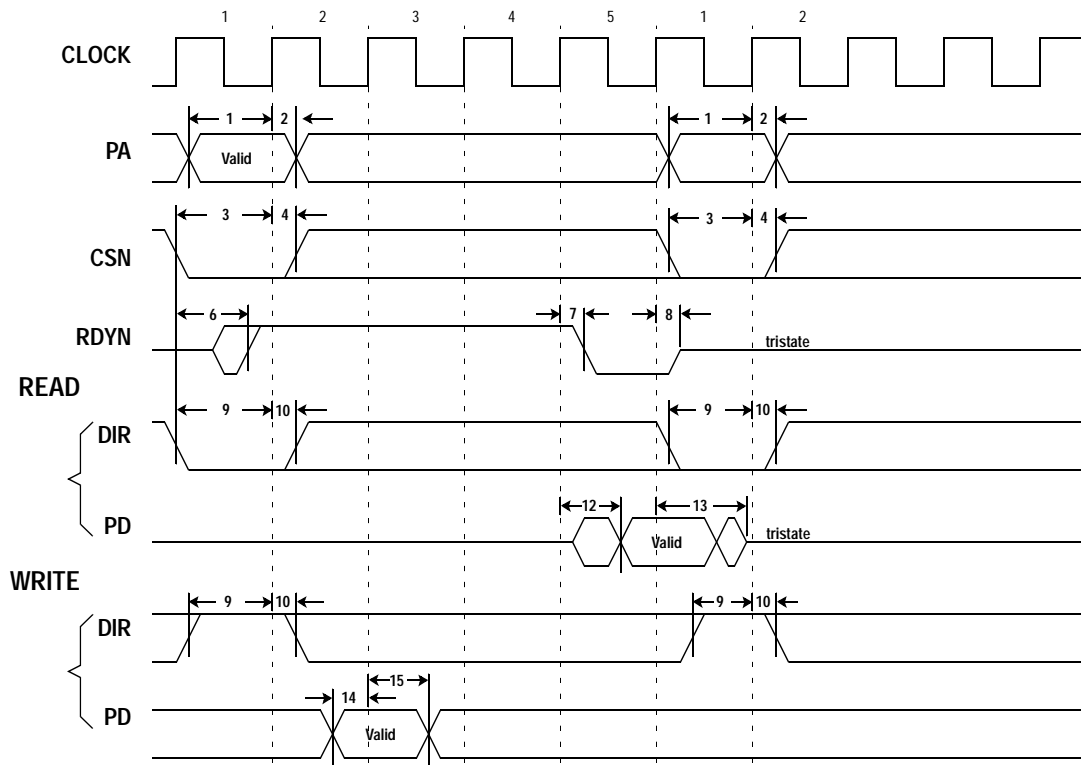 1 2 3 4 5 1 2
CLOCK
1 2 1 2
PA
Valid
3 4 3 4
CSN
6 7 8
RDYN
tristate
READ
9 10 9 10
DIR
12 13
PD
Valid
tristate
WRITE
9 10 9 10
DIR
15
14
PD
Valid